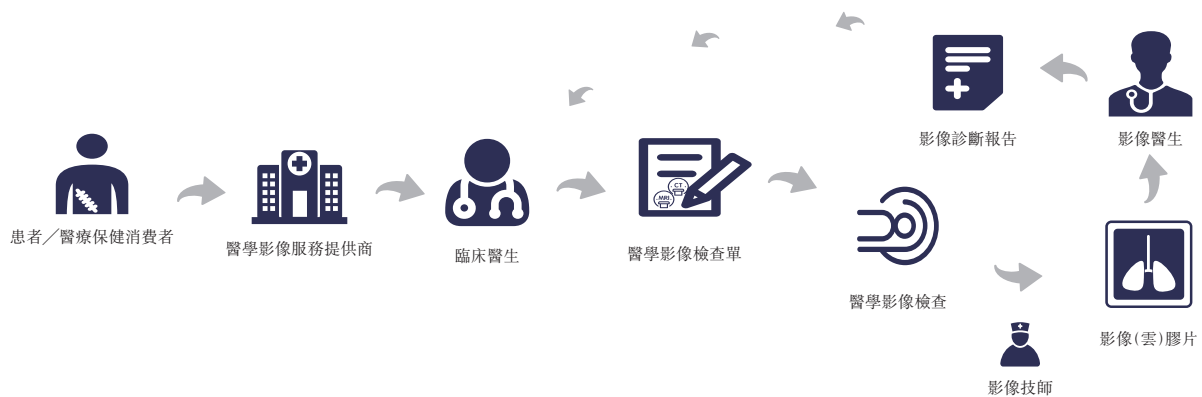 患者／醫療保健消費者
醫學影像服務提供商
臨床醫生
醫學影像檢查單
CT
MRI
醫學影像檢查
影像技師
影像(雲)膠片
影像醫生
影像診斷報告